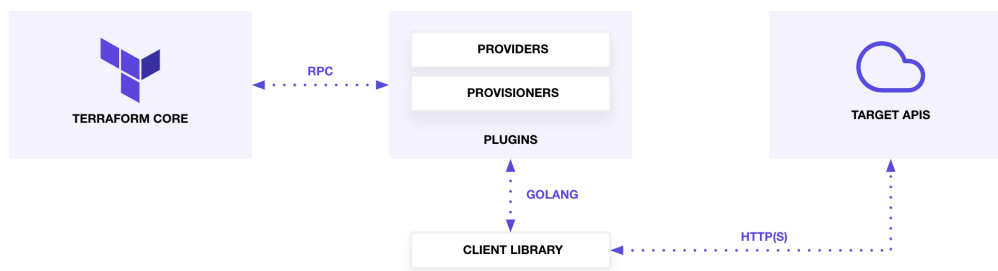 PROVIDERS
RPC
PROVISIONERS
TERRAFORM CORE
TARGET APIS
PLUGINS
GOLANG
HTTP(S)
CLIENT LIBRARY